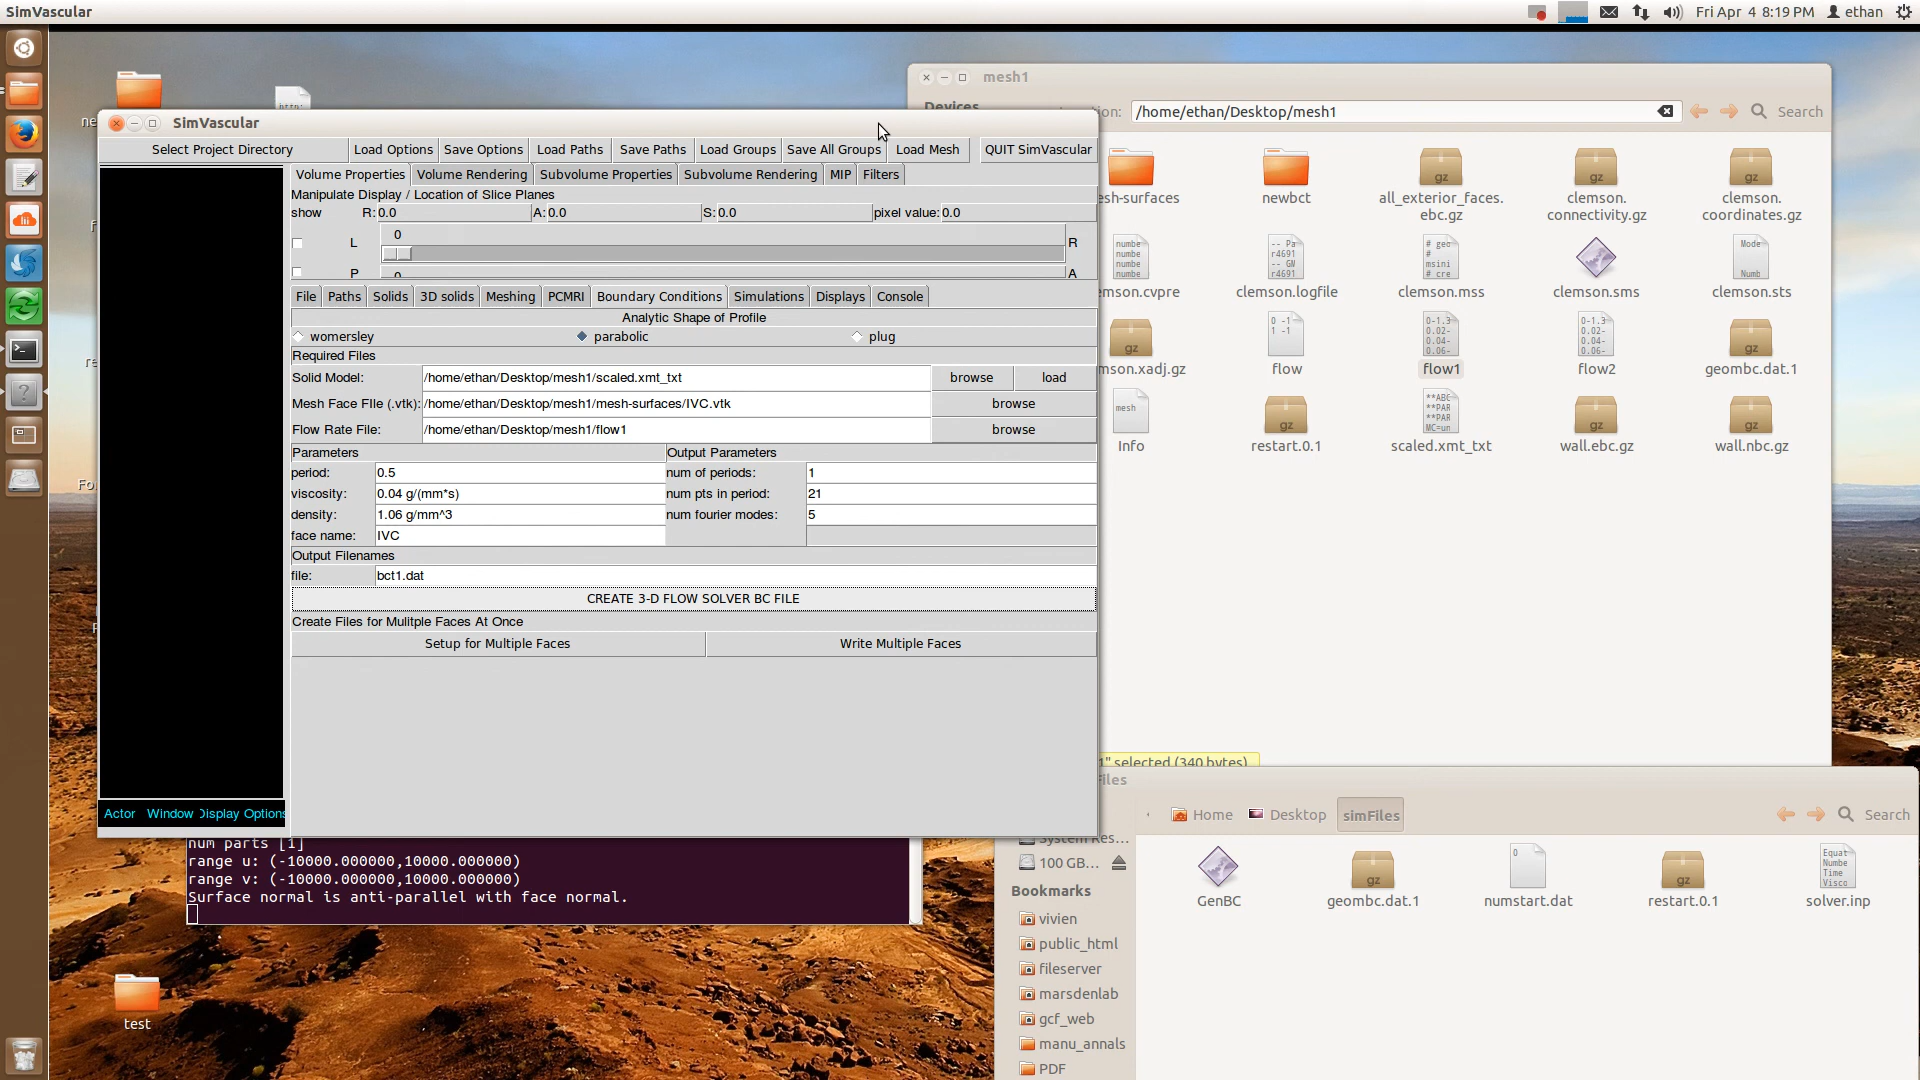 SimVascular
Fri Apr 4 8:19 PM
ethan
mesh1
Devices
/home/ethan/Desktop/mesh1
Search
SimVascular
Select Project Directory
Load Options
Save Options
Load Paths
Save Paths
Load Groups
Save All Groups
Load Mesh
QUIT SimVascular
Volume Properties
Volume Rendering
Subvolume Properties
Subvolume Rendering
MIP
Filters
Manipulate Display / Location of Slice Planes
show R: 0.0 A: 0.0 S: 0.0 pixel value: 0.0
0
L R
P 0 A
File
Paths
Solids
3D solids
Meshing
PCMRI
Boundary Conditions
Simulations
Displays
Console
Analytic Shape of Profile
womersley parabolic plug
Required Files
Solid Model: /home/ethan/Desktop/mesh1/scaled.xmt_txt browse load
Mesh Face FIle (.vtk): /home/ethan/Desktop/mesh1/mesh-surfaces/IVC.vtk browse
Flow Rate File: /home/ethan/Desktop/mesh1/flow1 browse
Parameters Output Parameters
period: 0.5 num of periods: 1
viscosity: 0.04 g/(mm*s) num pts in period: 21
density: 1.06 g/mm^3 num fourier modes: 5
face name: IVC
Output Filenames
file: bct1.dat
CREATE 3-D FLOW SOLVER BC FILE
Create Files for Mulitple Faces At Once
Setup for Multiple Faces Write Multiple Faces
Actor Window Display Options
num parts [1]
range u: (-10000.000000,10000.000000)
range v: (-10000.000000,10000.000000)
Surface normal is anti-parallel with face normal.
test
esh-surfaces
newbct
all_exterior_faces.
ebc.gz
clemson.
connectivity.gz
clemson.
coordinates.gz
emson.cvpre
clemson.logfile
clemson.mss
clemson.sms
clemson.sts
mson.xadj.gz
flow
flow1
flow2
geombc.dat.1
Info
restart.0.1
scaled.xmt_txt
wall.ebc.gz
wall.nbc.gz
1" selected (340 bytes)
Files
Home
Desktop
simFiles
Search
System Res...
100 GB...
Bookmarks
vivien
public_html
fileserver
marsdenlab
gcf_web
manu_annals
PDF
GenBC
geombc.dat.1
numstart.dat
restart.0.1
solver.inp